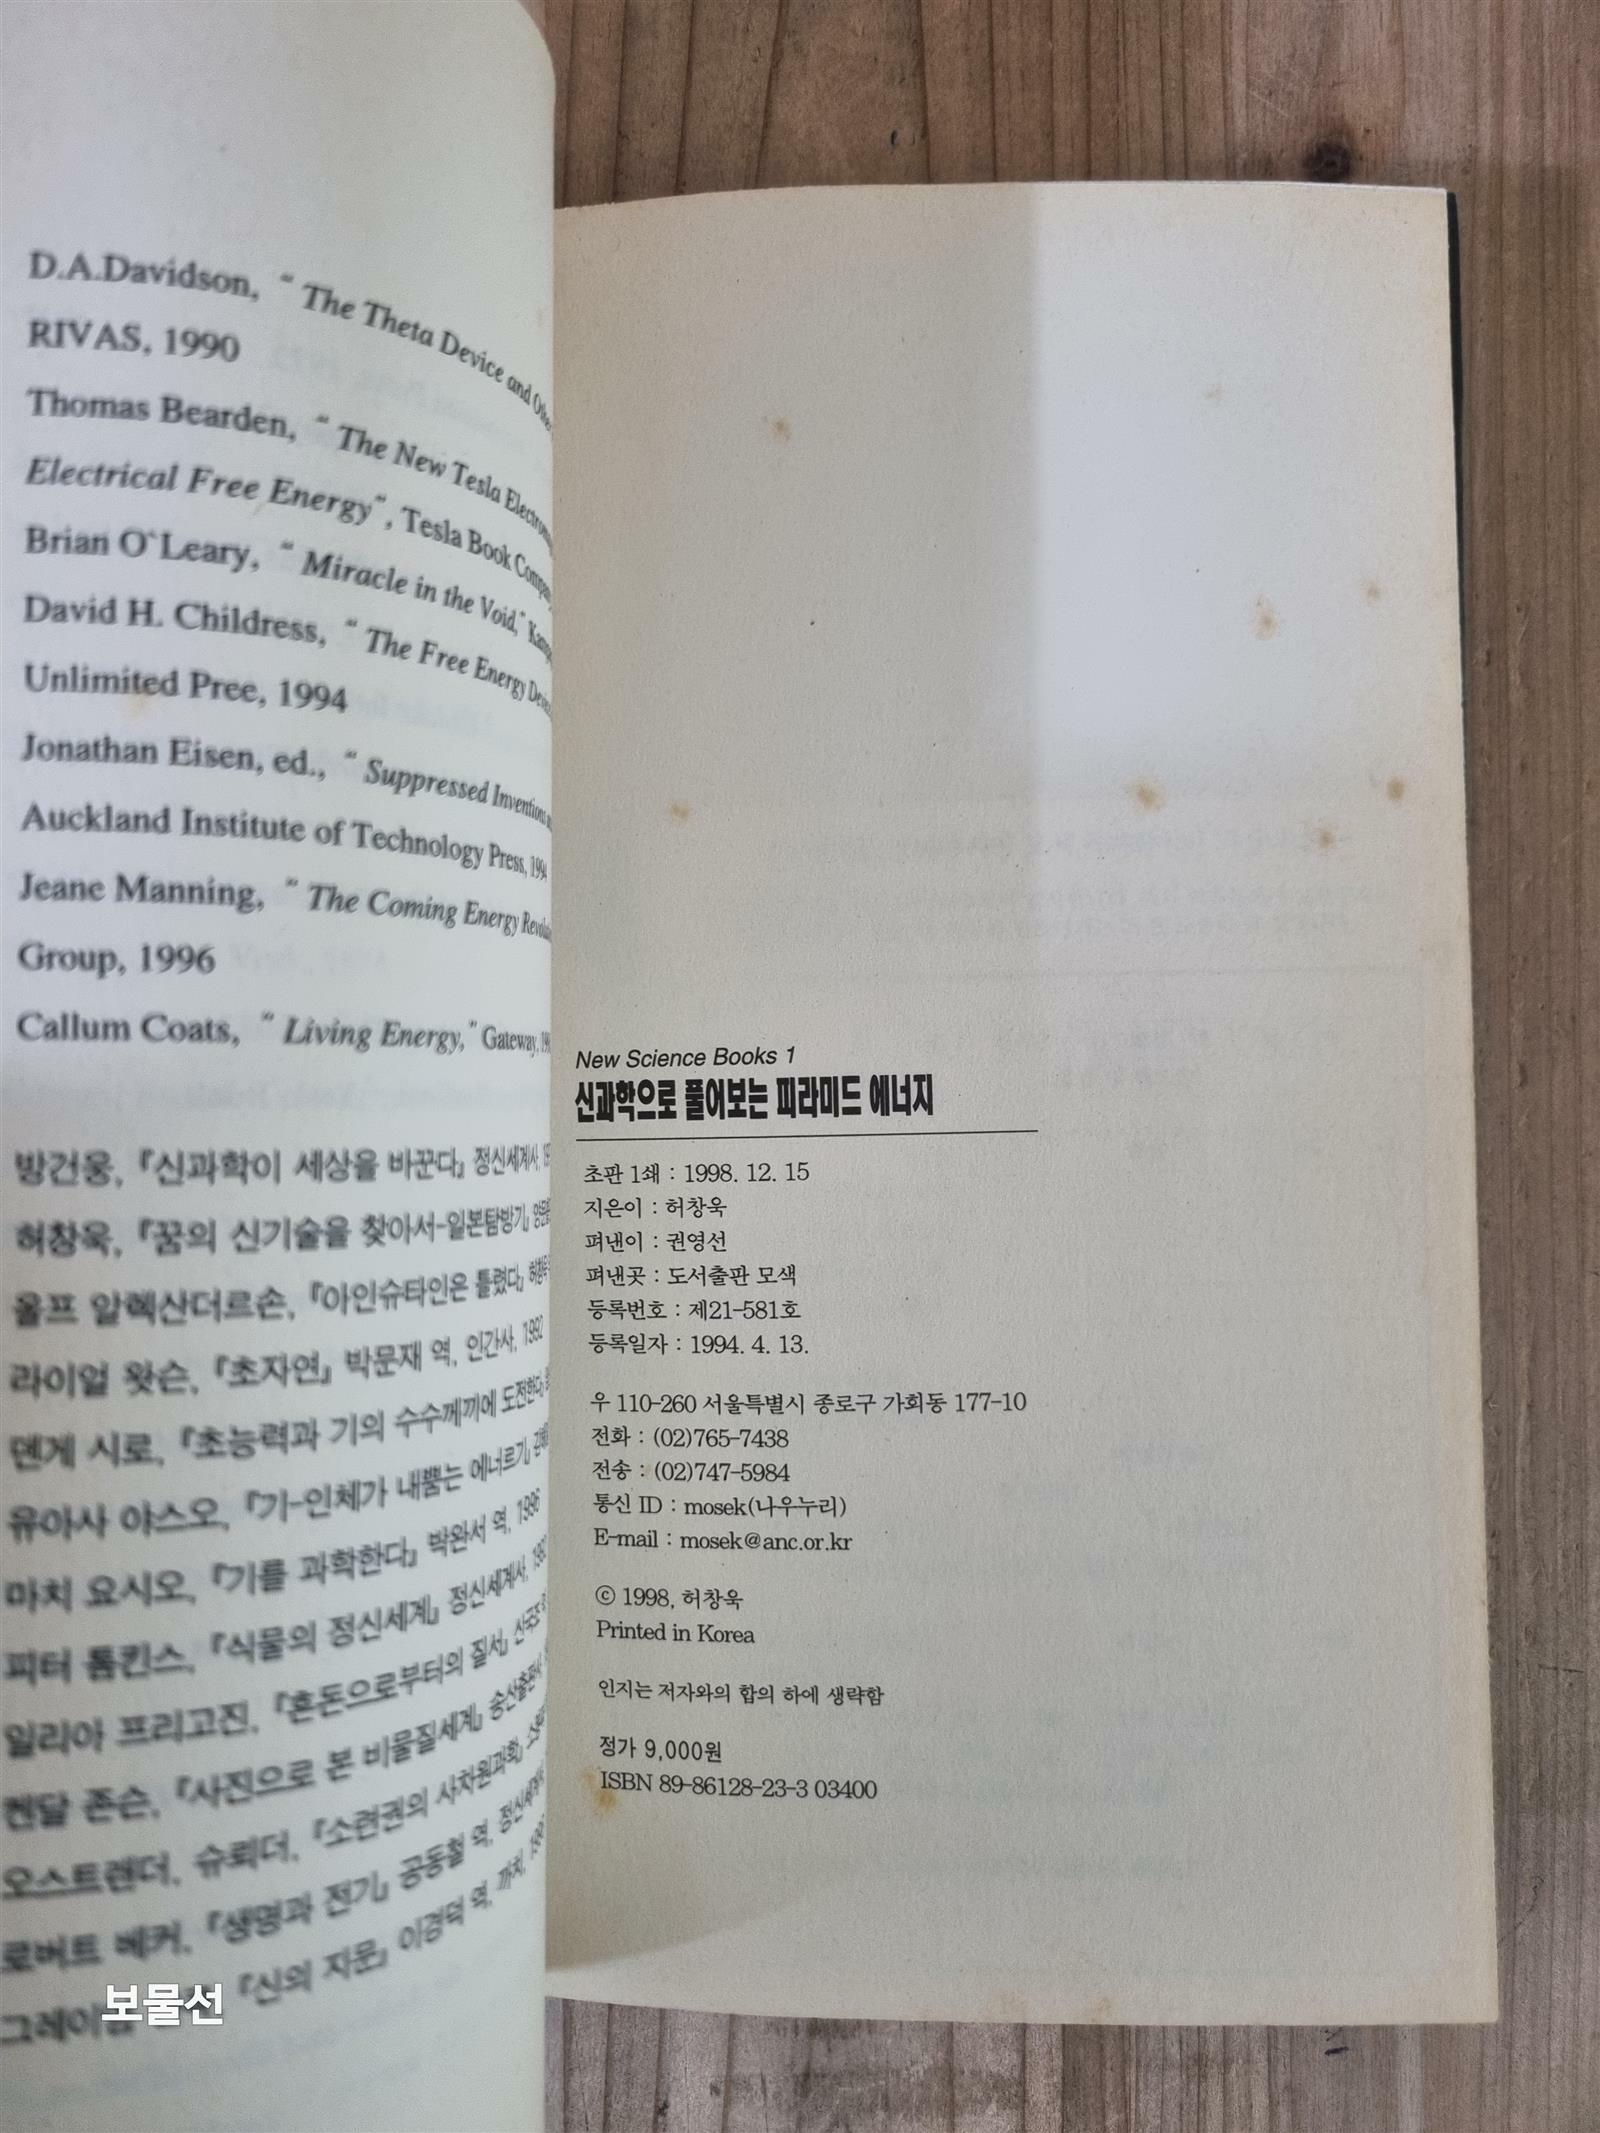 D.A.Davidson, “The Theta Device and
RIVAS, 1990
Thomas Bearden, “The New Tesla
Electrical Free Energy”, Tesla Book Company
Brian O`Leary, “Miracle in the Void,”
David H. Childress, “The Free Energy
Unlimited Pree, 1994
Jonathan Eisen, ed., “Suppressed Inventions
Auckland Institute of Technology Press, 1994
Jeane Manning, “The Coming Energy
Group, 1996
Callum Coats, “Living Energy,” Gateway,
방건웅, 『신과학이 세상을 바꾼다』 정신세계사,
허창욱, 『꿈의 신기술을 찾아서-일본탐방기』
올프 알렉산더르손, 『아인슈타인은 틀렸다』
라이얼 왓슨, 『초자연』 박문재 역, 인간사, 1992
덴게 시로, 『초능력과 기의 수수께끼에 도전한다』
유아사 야스오, 『기-인체가 내뿜는 에너르기』
마치 요시오, 『기를 과학한다』 박완서 역, 1996
피터 톰킨스, 『식물의 정신세계』 정신세계사,
일리아 프리고진, 『혼돈으로부터의 질서』
켄달 존슨, 『사진으로 본 비물질세계』 송산출판사,
오스트랜더, 슈뢰더, 『소련권의 사차원과학』
로버트 베커, 『생명과 전기』 공동철 역, 정신세계사
『신의 지문』 이경덕 역, 까치,
보물선
New Science Books 1
신과학으로 풀어보는 피라미드 에너지
초판 1쇄 : 1998. 12. 15
지은이 : 허창욱
펴낸이 : 권영선
펴낸곳 : 도서출판 모색
등록번호 : 제21-581호
등록일자 : 1994. 4. 13.
우 110-260 서울특별시 종로구 가회동 177-10
전화 : (02)765-7438
전송 : (02)747-5984
통신 ID : mosek(나우누리)
E-mail : mosek@anc.or.kr
ⓒ 1998, 허창욱
Printed in Korea
인지는 저자와의 합의 하에 생략함
정가 9,000원
ISBN 89-86128-23-3 03400